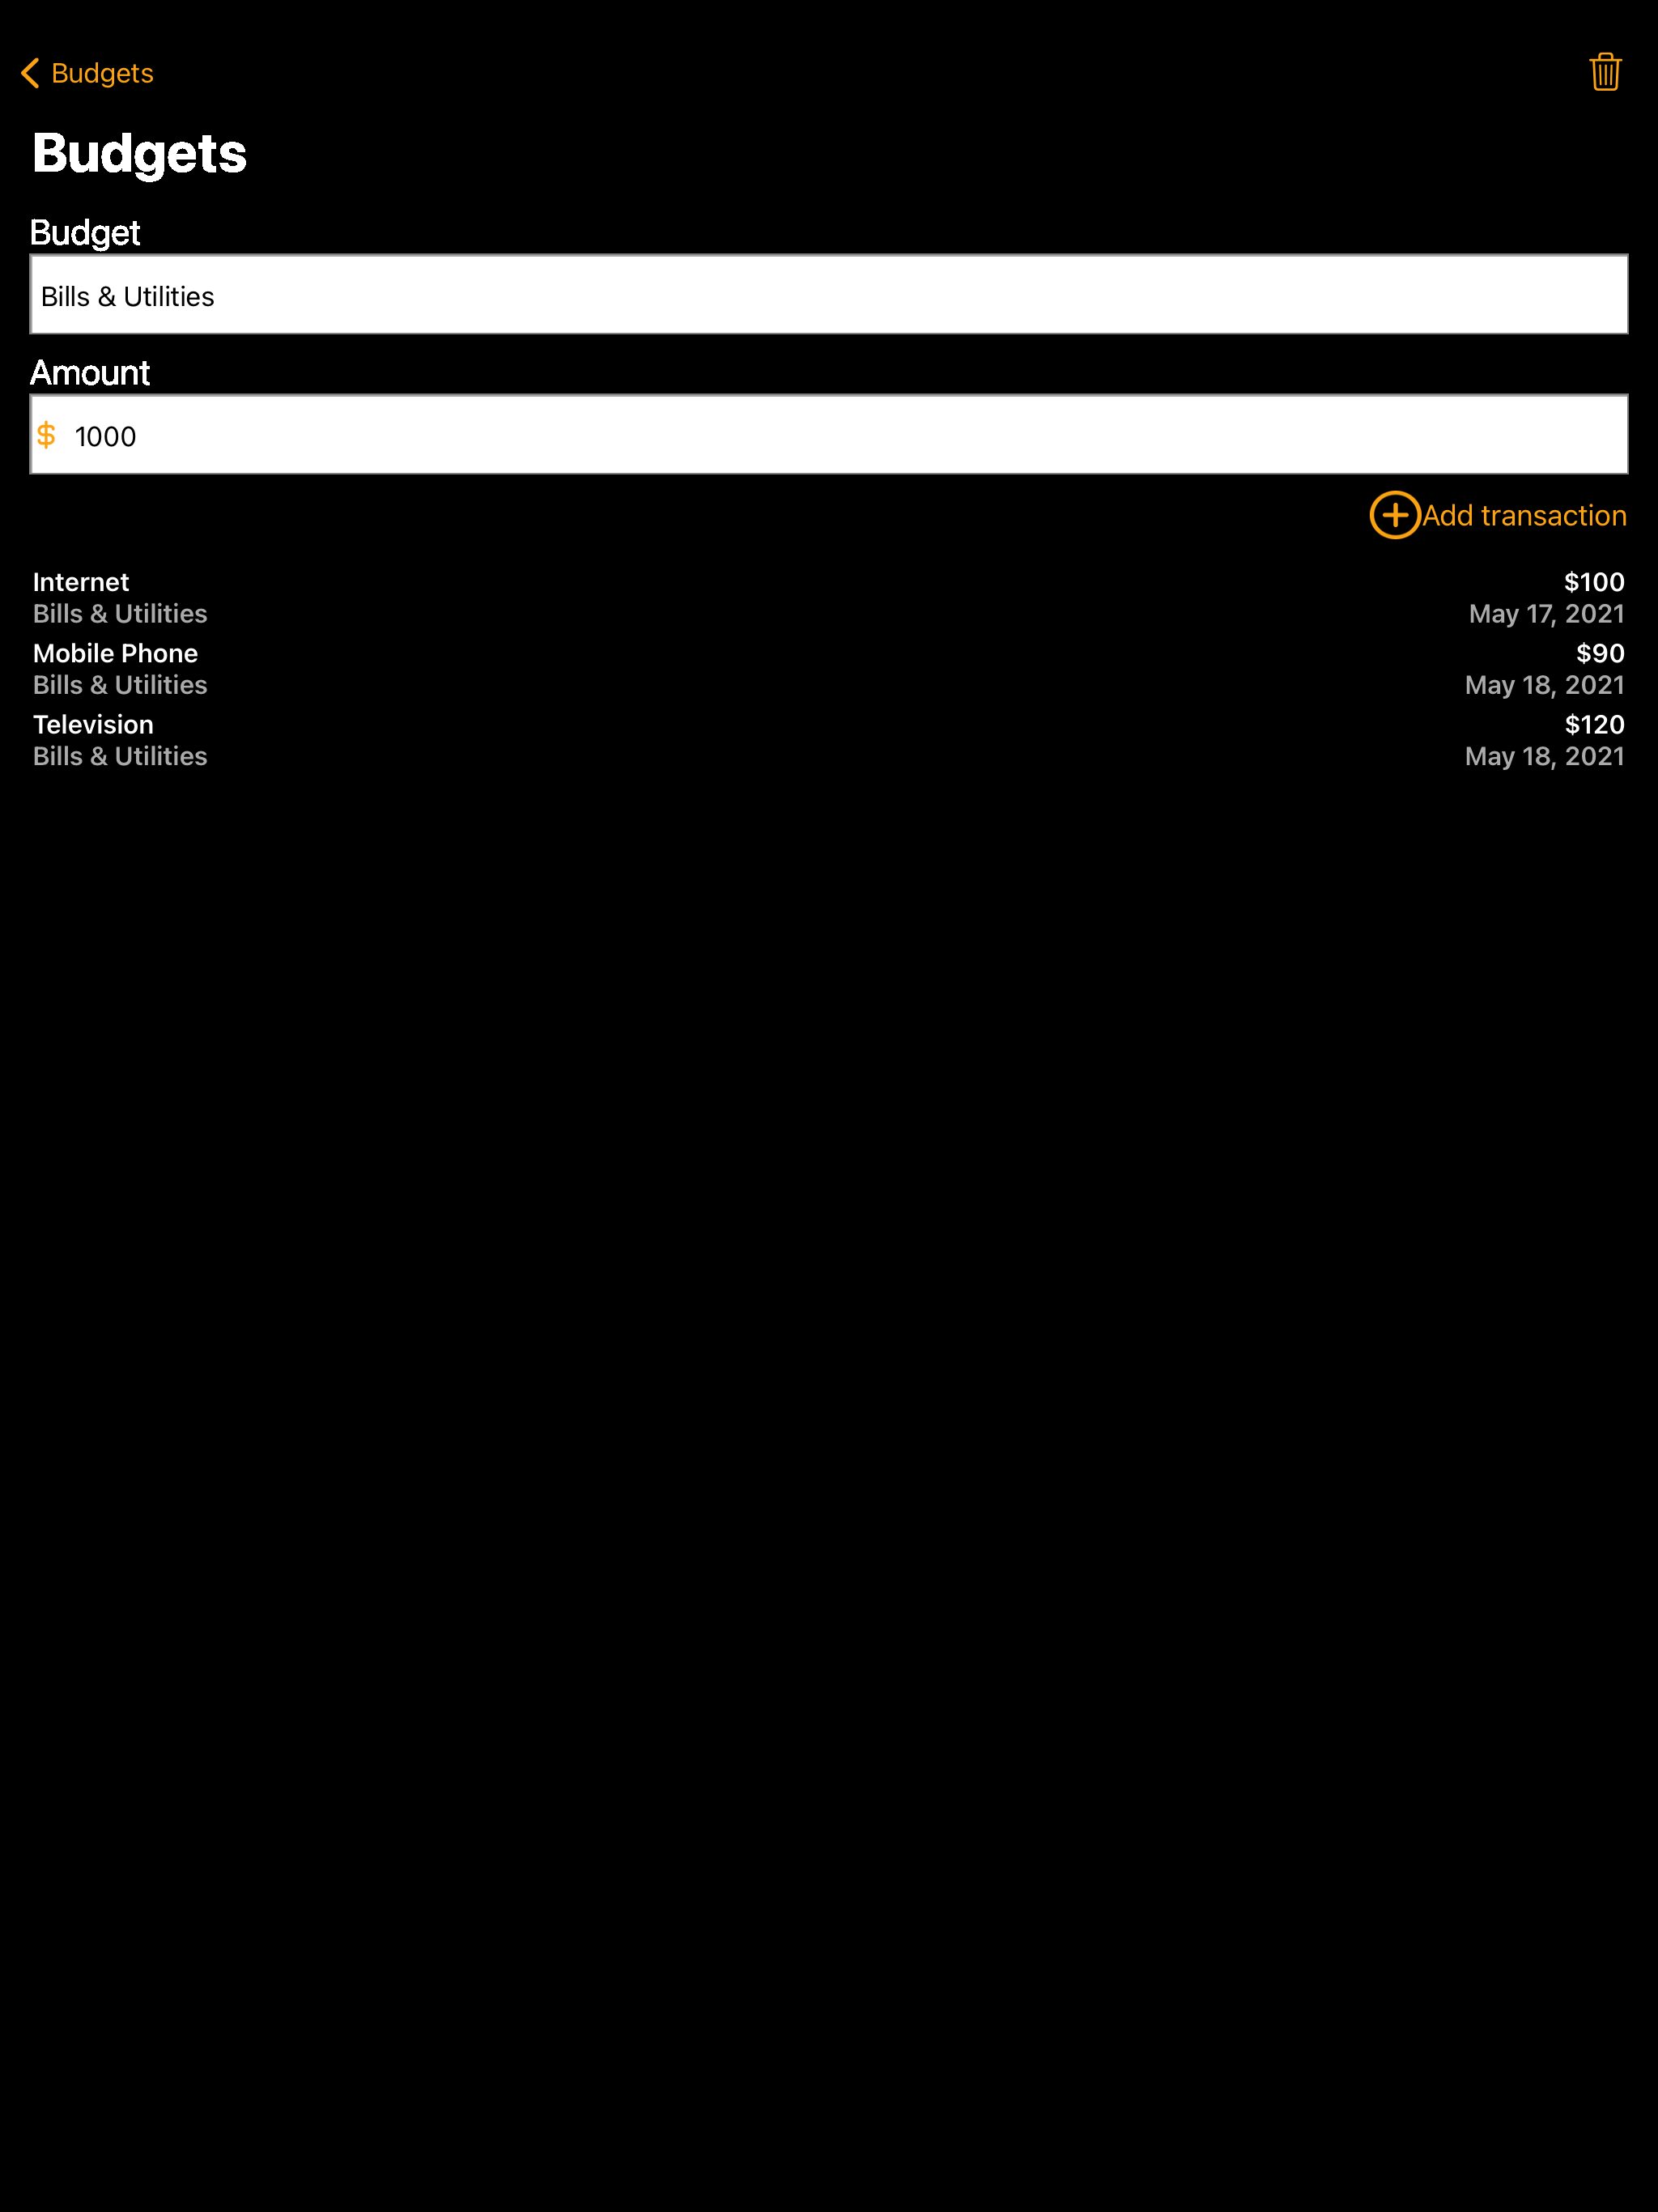 Budgets
Budgets
Budget
Bills & Utilities
Amount
$ 1000
Add transaction
Internet $100
Bills & Utilities May 17, 2021
Mobile Phone $90
Bills & Utilities May 18, 2021
Television $120
Bills & Utilities May 18, 2021